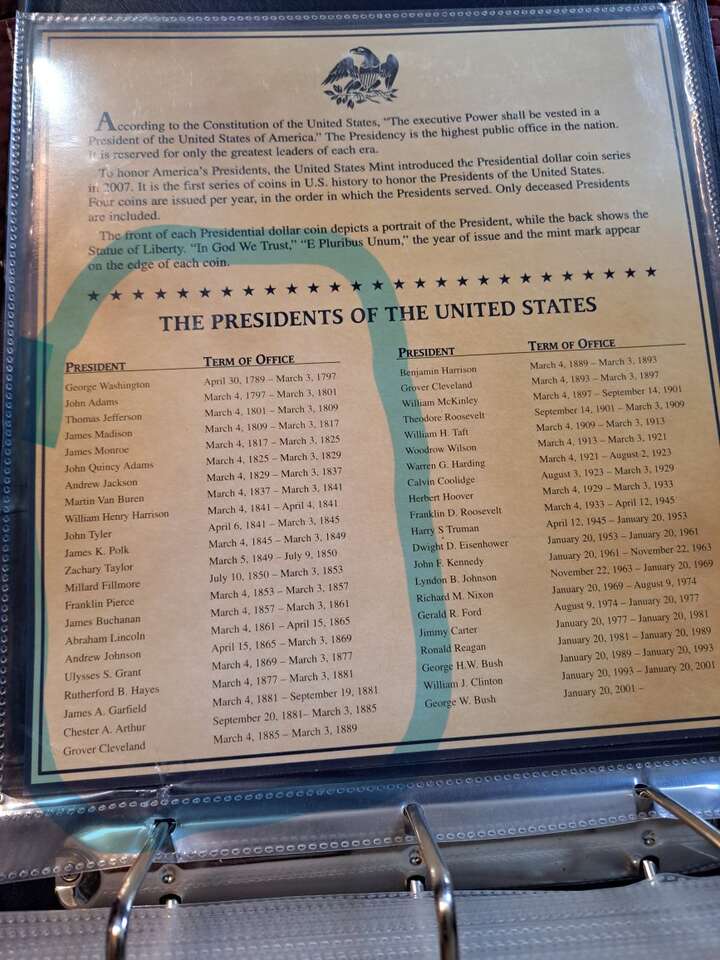 According to the Constitution of the United States, "The executive Power shall be vested in a
President of the United States of America." The Presidency is the highest public office in the nation.
It is reserved for only the greatest leaders of each era.
To honor America's Presidents, the United States Mint introduced the Presidential dollar coin series
in 2007. It is the first series of coins in U.S. history to honor the Presidents of the United States.
Four coins are issued per year, in the order in which the Presidents served. Only deceased Presidents
are included.
The front of each Presidential dollar coin depicts a portrait of the President, while the back shows the
Statue of Liberty. "In God We Trust," "E Pluribus Unum," the year of issue and the mint mark appear
on the edge of each coin.
THE PRESIDENTS OF THE UNITED STATES
PRESIDENT TERM OF OFFICE
George Washington April 30, 1789 – March 3, 1797
John Adams March 4, 1797 – March 3, 1801
Thomas Jefferson March 4, 1801 – March 3, 1809
James Madison March 4, 1809 – March 3, 1817
James Monroe March 4, 1817 – March 3, 1825
John Quincy Adams March 4, 1825 – March 3, 1829
Andrew Jackson March 4, 1829 – March 3, 1837
Martin Van Buren March 4, 1837 – March 3, 1841
William Henry Harrison March 4, 1841 – April 4, 1841
John Tyler April 6, 1841 – March 3, 1845
James K. Polk March 4, 1845 – March 3, 1849
Zachary Taylor March 5, 1849 – July 9, 1850
Millard Fillmore July 10, 1850 – March 3, 1853
Franklin Pierce March 4, 1853 – March 3, 1857
James Buchanan March 4, 1857 – March 3, 1861
Abraham Lincoln March 4, 1861 – April 15, 1865
Andrew Johnson April 15, 1865 – March 3, 1869
Ulysses S. Grant March 4, 1869 – March 3, 1877
Rutherford B. Hayes March 4, 1877 – March 3, 1881
James A. Garfield March 4, 1881 – September 19, 1881
Chester A. Arthur September 20, 1881– March 3, 1885
Grover Cleveland March 4, 1885 – March 3, 1889
PRESIDENT TERM OF OFFICE
Benjamin Harrison March 4, 1889 – March 3, 1893
Grover Cleveland March 4, 1893 – March 3, 1897
William McKinley March 4, 1897 – September 14, 1901
Theodore Roosevelt September 14, 1901 – March 3, 1909
William H. Taft March 4, 1909 – March 3, 1913
Woodrow Wilson March 4, 1913 – March 3, 1921
Warren G. Harding March 4, 1921 – August 2, 1923
Calvin Coolidge August 3, 1923 – March 3, 1929
Herbert Hoover March 4, 1929 – March 3, 1933
Franklin D. Roosevelt March 4, 1933 – April 12, 1945
Harry S Truman April 12, 1945 – January 20, 1953
Dwight D. Eisenhower January 20, 1953 – January 20, 1961
John F. Kennedy January 20, 1961 – November 22, 1963
Lyndon B. Johnson November 22, 1963 – January 20, 1969
Richard M. Nixon January 20, 1969 – August 9, 1974
Gerald R. Ford August 9, 1974 – January 20, 1977
Jimmy Carter January 20, 1977 – January 20, 1981
Ronald Reagan January 20, 1981 – January 20, 1989
George H.W. Bush January 20, 1989 – January 20, 1993
William J. Clinton January 20, 1993 – January 20, 2001
George W. Bush January 20, 2001 –